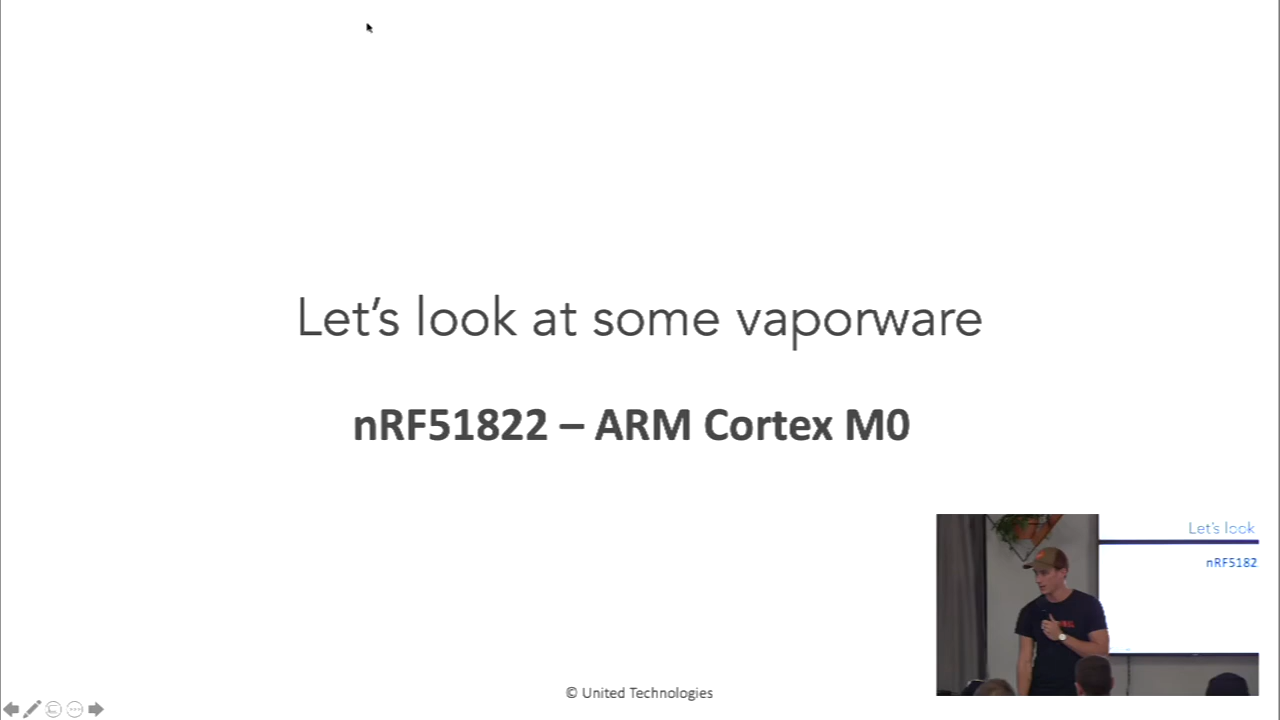 Let's look at some vaporware
nRF51822 – ARM Cortex M0
Let's look
nRF5182
© United Technologies